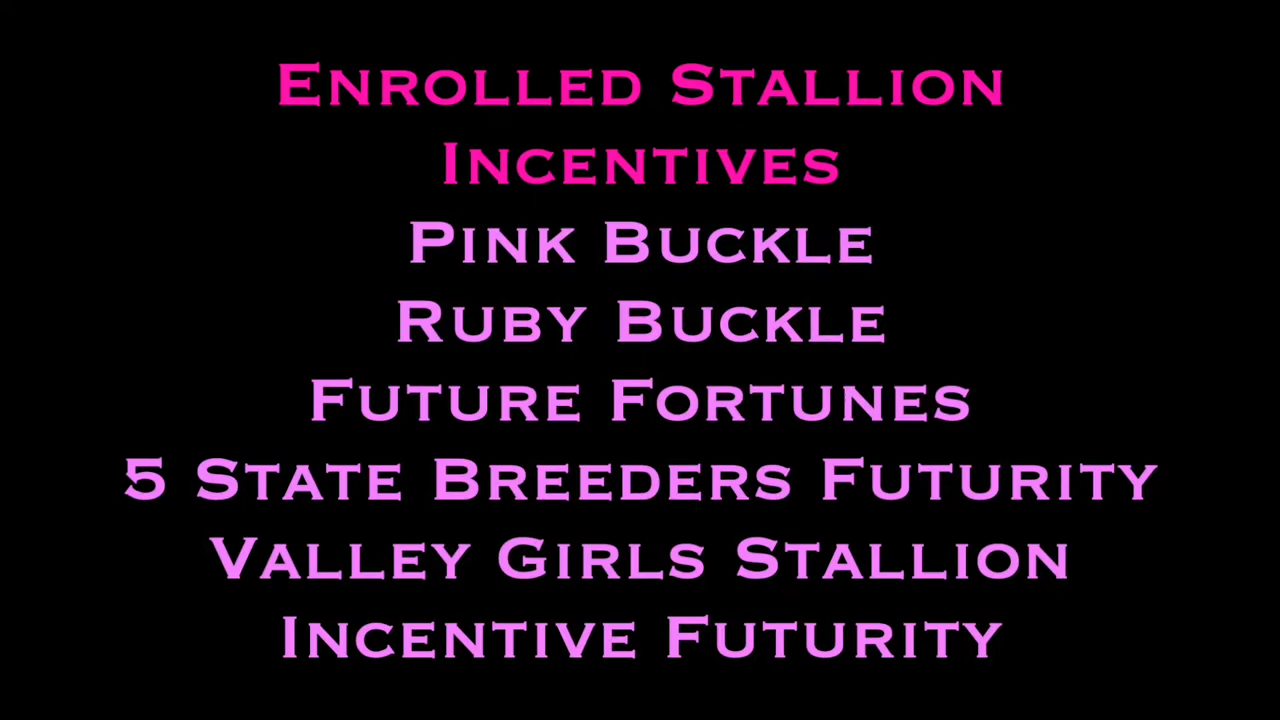 Enrolled Stallion
Incentives
Pink Buckle
Ruby Buckle
Future Fortunes
5 State Breeders Futurity
Valley Girls Stallion
Incentive Futurity